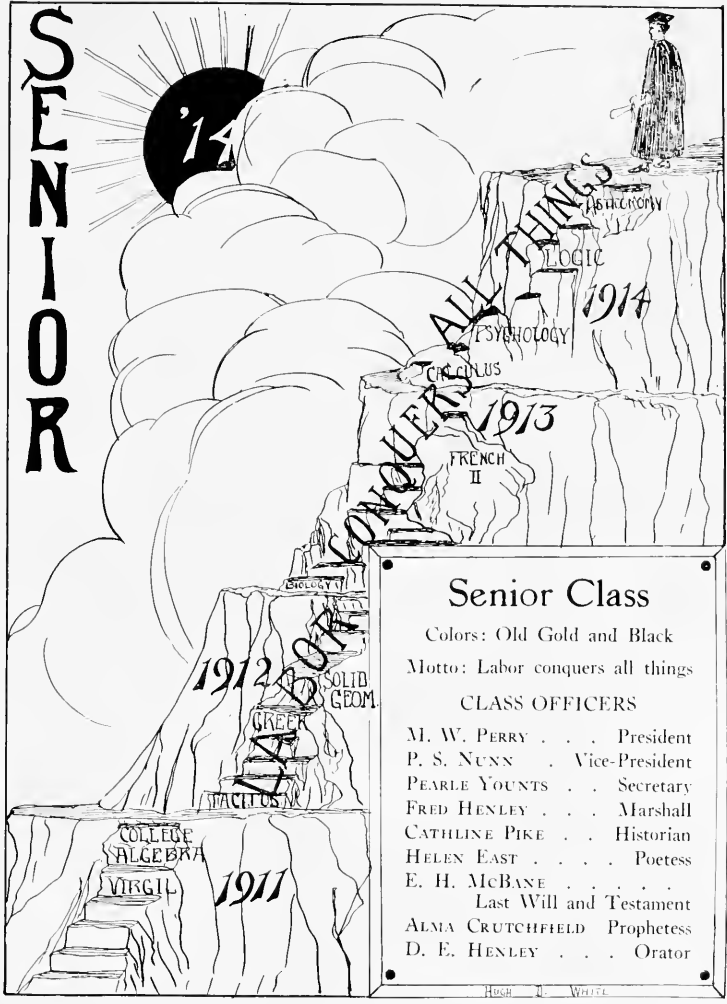 SENIOR
'14
ASTRONOMY
LOGIC
1914
PSYCHOLOGY
CALCULUS
1913
FRENCH
II
BIOLOGY
1912
SOLID
GEOM.
GREEK
TACITUS
COLLEGE
ALGEBRA
VIRGIL
1911
LABOR CONQUERS ALL THINGS
Senior Class
Colors: Old Gold and Black
Motto: Labor conquers all things
CLASS OFFICERS
M. W. PERRY . . . President
P. S. NUNN . Vice-President
PEARLE YOUNTS . . Secretary
FRED HENLEY . . . Marshall
CATHLINE PIKE . . Historian
HELEN EAST . . . . Poetess
E. H. MCBANE . . . . .
Last Will and Testament
ALMA CRUTCHFIELD Prophetess
D. E. HENLEY . . . Orator
HUGH D. WHITE